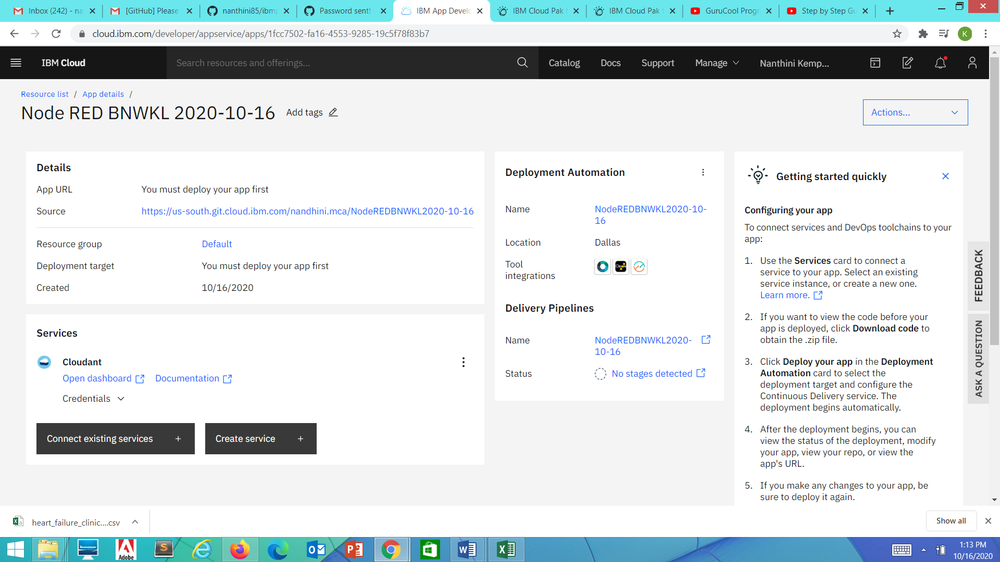 Inbox (242) - na
[GitHub] Please
nanthini85/ibmp
Password sent! -
IBM App Develo
IBM Cloud Pak f
IBM Cloud Pak f
GuruCool Progr
Step by Step Gu
cloud.ibm.com/developer/appservice/apps/1fcc7502-fa16-4553-9285-19c5f78f83b7
K
IBM Cloud
Search resources and offerings...
Catalog
Docs
Support
Manage
Nanthini Kemp...
Resource list / App details /
Node RED BNWKL 2020-10-16
Add tags
Actions...
Details
App URL
You must deploy your app first
Source
https://us-south.git.cloud.ibm.com/nandhini.mca/NodeREDBNWKL2020-10-16
Resource group
Default
Deployment target
You must deploy your app first
Created
10/16/2020
Services
Cloudant
Open dashboard
Documentation
Credentials
Connect existing services +
Create service +
Deployment Automation
Name
NodeREDBNWKL2020-10-
16
Location
Dallas
Tool
integrations
ORION
Delivery Pipelines
Name
NodeREDBNWKL2020-
10-16
Status
No stages detected
Getting started quickly
Configuring your app
To connect services and DevOps toolchains to your
app:
1. Use the Services card to connect a
service to your app. Select an existing
service instance, or create a new one.
Learn more.
2. If you want to view the code before your
app is deployed, click Download code to
obtain the .zip file.
3. Click Deploy your app in the Deployment
Automation card to select the
deployment target and configure the
Continuous Delivery service. The
deployment begins automatically.
4. After the deployment begins, you can
view the status of the deployment, modify
your app, view your repo, or view the
app's URL.
5. If you make any changes to your app, be
sure to deploy it again.
FEEDBACK
ASK A QUESTION
heart_failure_clinic....csv
Show all
Adobe
1:13 PM
10/16/2020